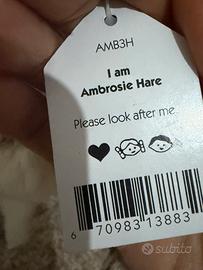 AMB3H
I am
Ambrosie Hare
Please look after me
6 70983 13883
subito